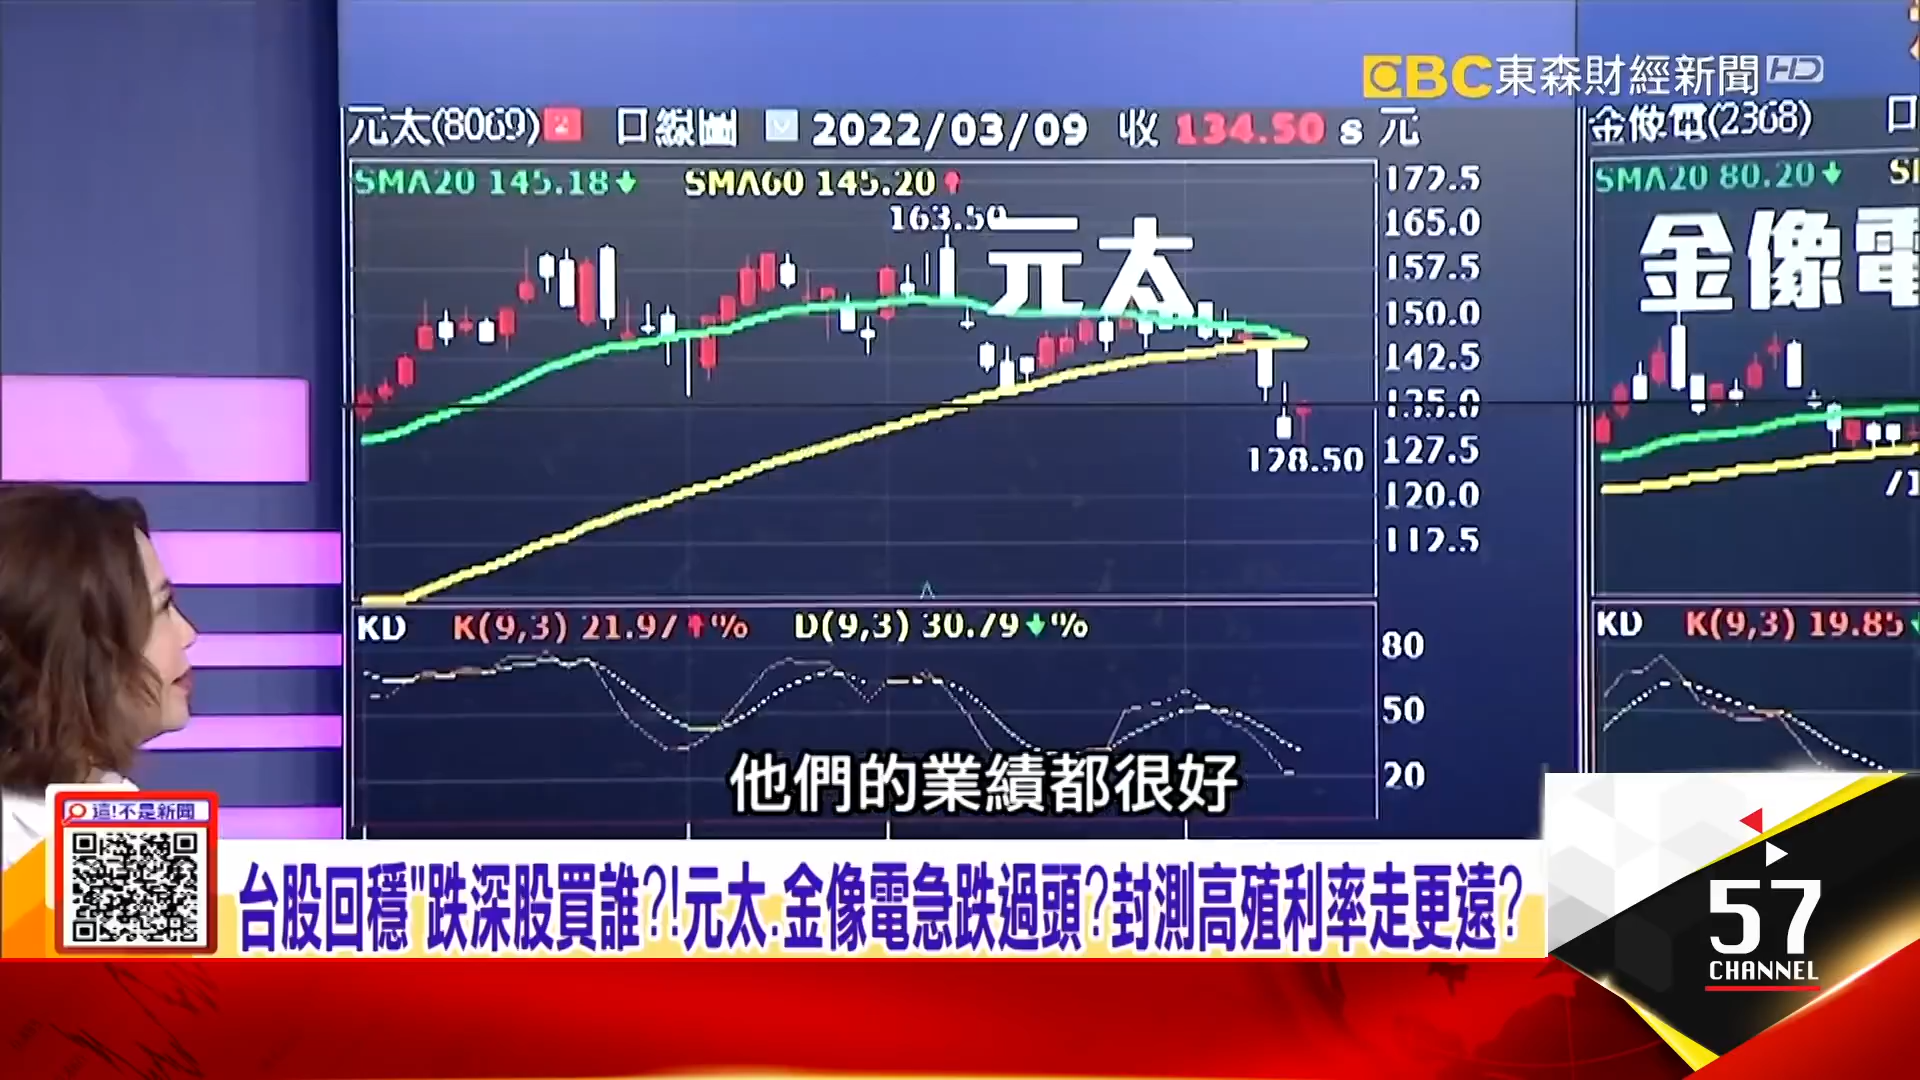 EBC東森財經新聞HD
元太(8069) 2 日線圖 2022/03/09 收 134.50 s 元
SMA20 145.18↓ SMA60 145.20↑
163.50
元太
128.50
172.5
165.0
157.5
150.0
142.5
135.0
127.5
120.0
112.5
KD K(9,3) 21.97↑% D(9,3) 30.79↓%
80
50
20
金像電(2368) 日
SMA20 80.20↓
金像電
KD K(9,3) 19.85↓
他們的業績都很好
這!不是新聞
台股回穩"跌深股買誰?!元太.金像電急跌過頭?封測高殖利率走更遠?
57
CHANNEL